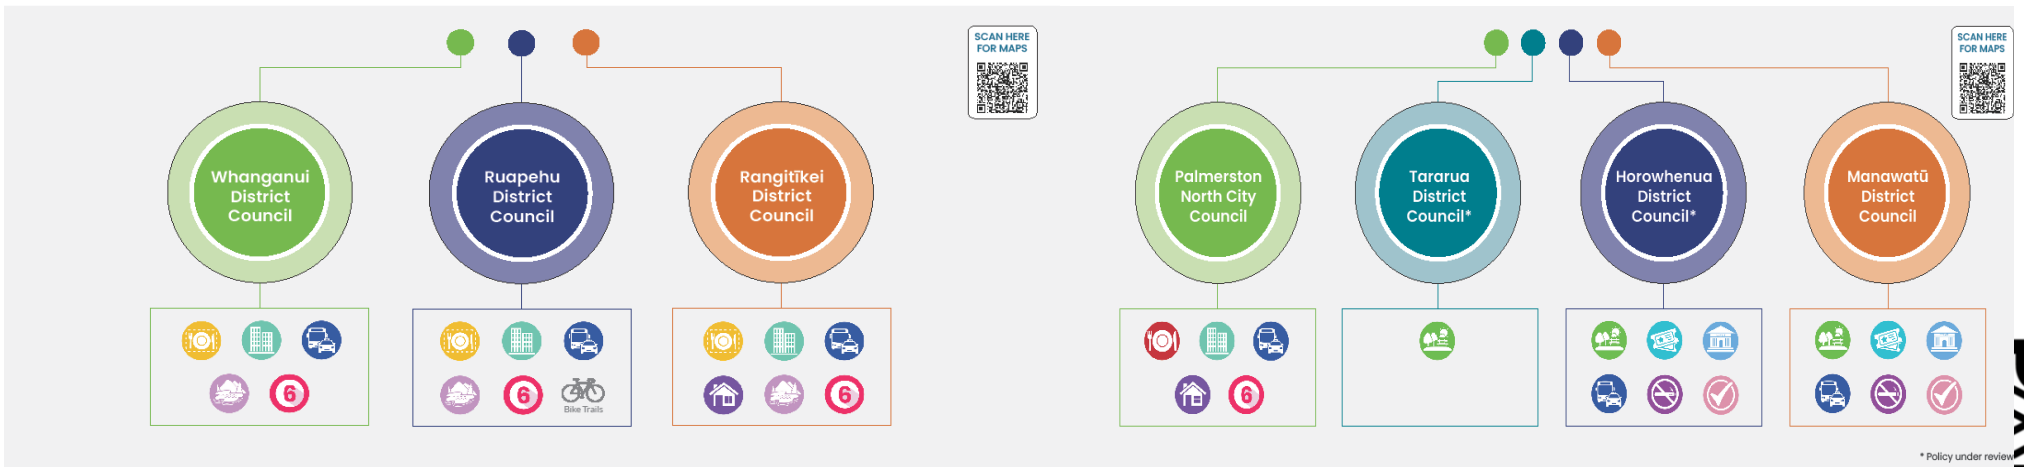 SCAN HERE
FOR MAPS
Whanganui
District
Council
Ruapehu
District
Council
Rangitīkei
District
Council
6
6
Bike Trails
6
SCAN HERE
FOR MAPS
Palmerston
North City
Council
Tararua
District
Council*
Horowhenua
District
Council*
Manawatū
District
Council
6
* Policy under review